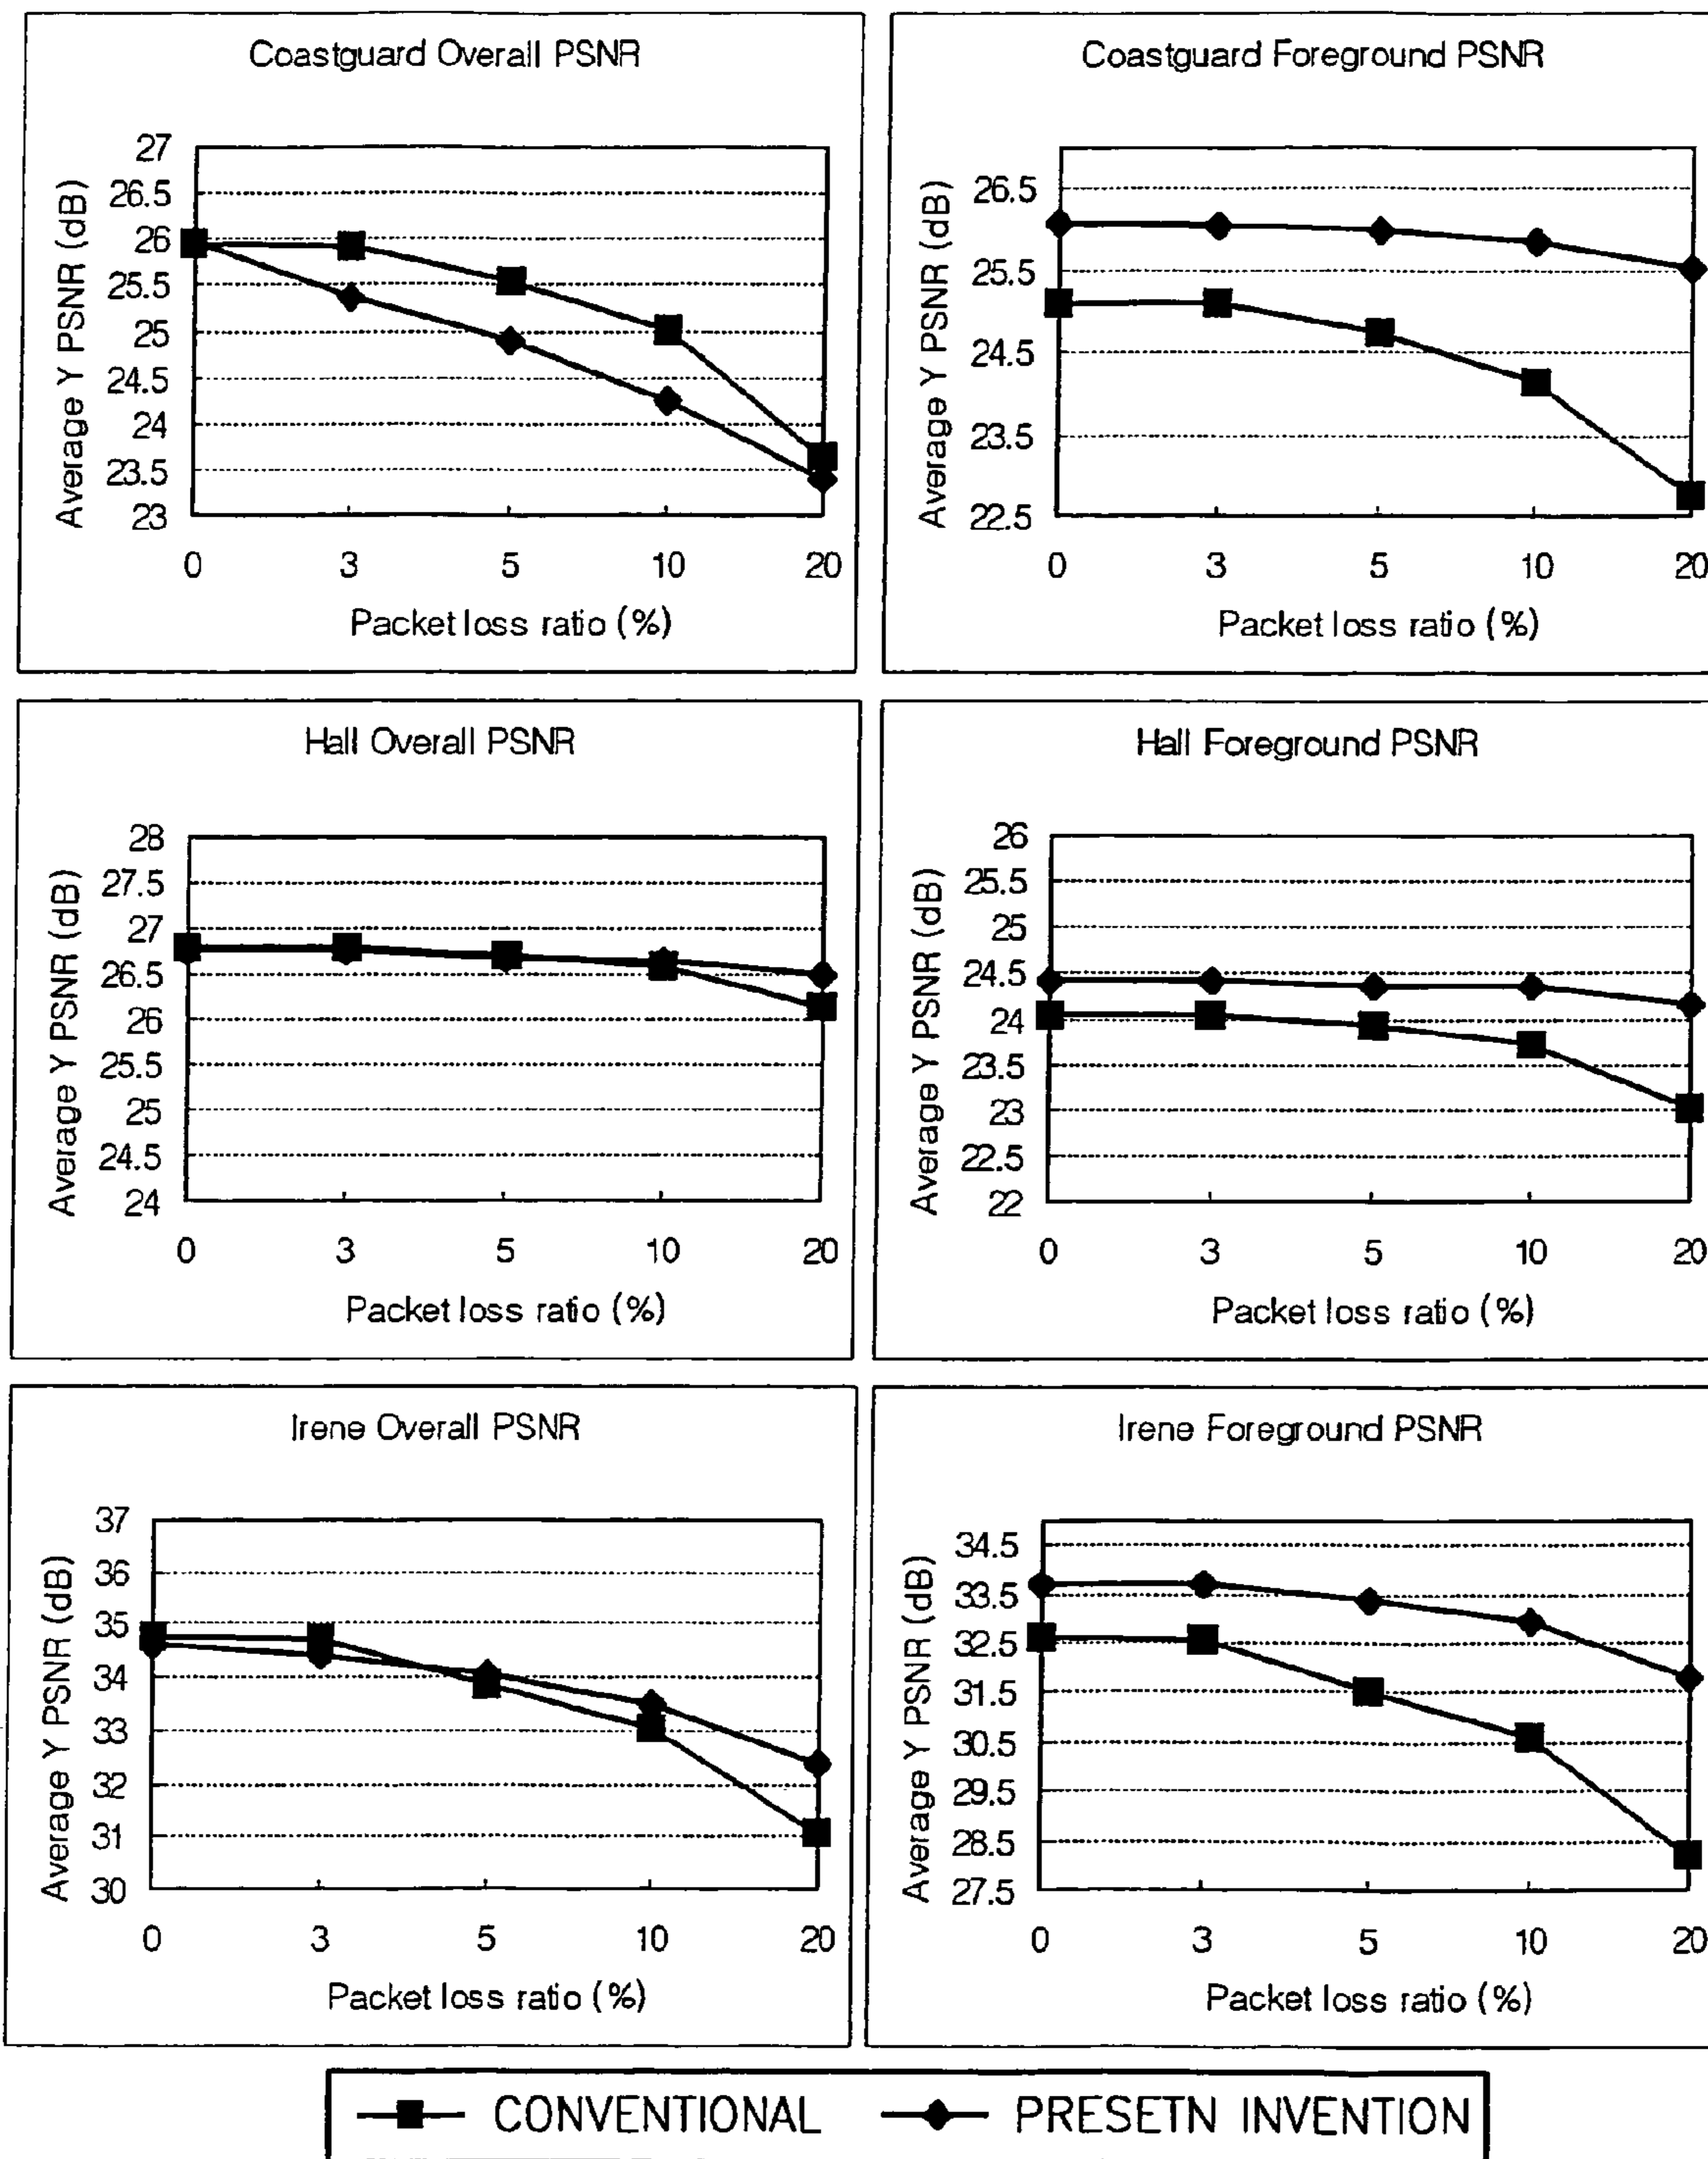 Coastguard Overall PSNR
Average Y PSNR (dB)
27
26.5
26
25.5
25
24.5
24
23.5
23
0 3 5 10 20
Packet loss ratio (%)
Coastguard Foreground PSNR
Average Y PSNR (dB)
26.5
25.5
24.5
23.5
22.5
0 3 5 10 20
Packet loss ratio (%)
Hall Overall PSNR
Average Y PSNR (dB)
28
27.5
27
26.5
26
25.5
25
24.5
24
0 3 5 10 20
Packet loss ratio (%)
Hall Foreground PSNR
Average Y PSNR (dB)
26
25.5
25
24.5
24
23.5
23
22.5
22
0 3 5 10 20
Packet loss ratio (%)
Irene Overall PSNR
Average Y PSNR (dB)
37
36
35
34
33
32
31
30
0 3 5 10 20
Packet loss ratio (%)
Irene Foreground PSNR
Average Y PSNR (dB)
34.5
33.5
32.5
31.5
30.5
29.5
28.5
27.5
0 3 5 10 20
Packet loss ratio (%)
CONVENTIONAL PRESETN INVENTION